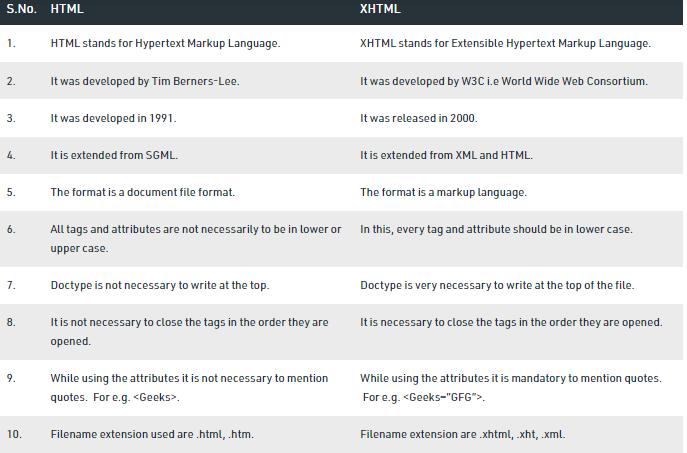 S.No. HTML XHTML
1. HTML stands for Hypertext Markup Language. XHTML stands for Extensible Hypertext Markup Language.
2. It was developed by Tim Berners-Lee. It was developed by W3C i.e World Wide Web Consortium.
3. It was developed in 1991. It was released in 2000.
4. It is extended from SGML. It is extended from XML and HTML.
5. The format is a document file format. The format is a markup language.
6. All tags and attributes are not necessarily to be in lower or In this, every tag and attribute should be in lower case.
upper case.
7. Doctype is not necessary to write at the top. Doctype is very necessary to write at the top of the file.
8. It is not necessary to close the tags in the order they are It is necessary to close the tags in the order they are opened.
opened.
9. While using the attributes it is not necessary to mention While using the attributes it is mandatory to mention quotes.
quotes. For e.g. <Geeks>. For e.g. <Geeks="GFG">.
10. Filename extension used are .html, .htm. Filename extension are .xhtml, .xht, .xml.